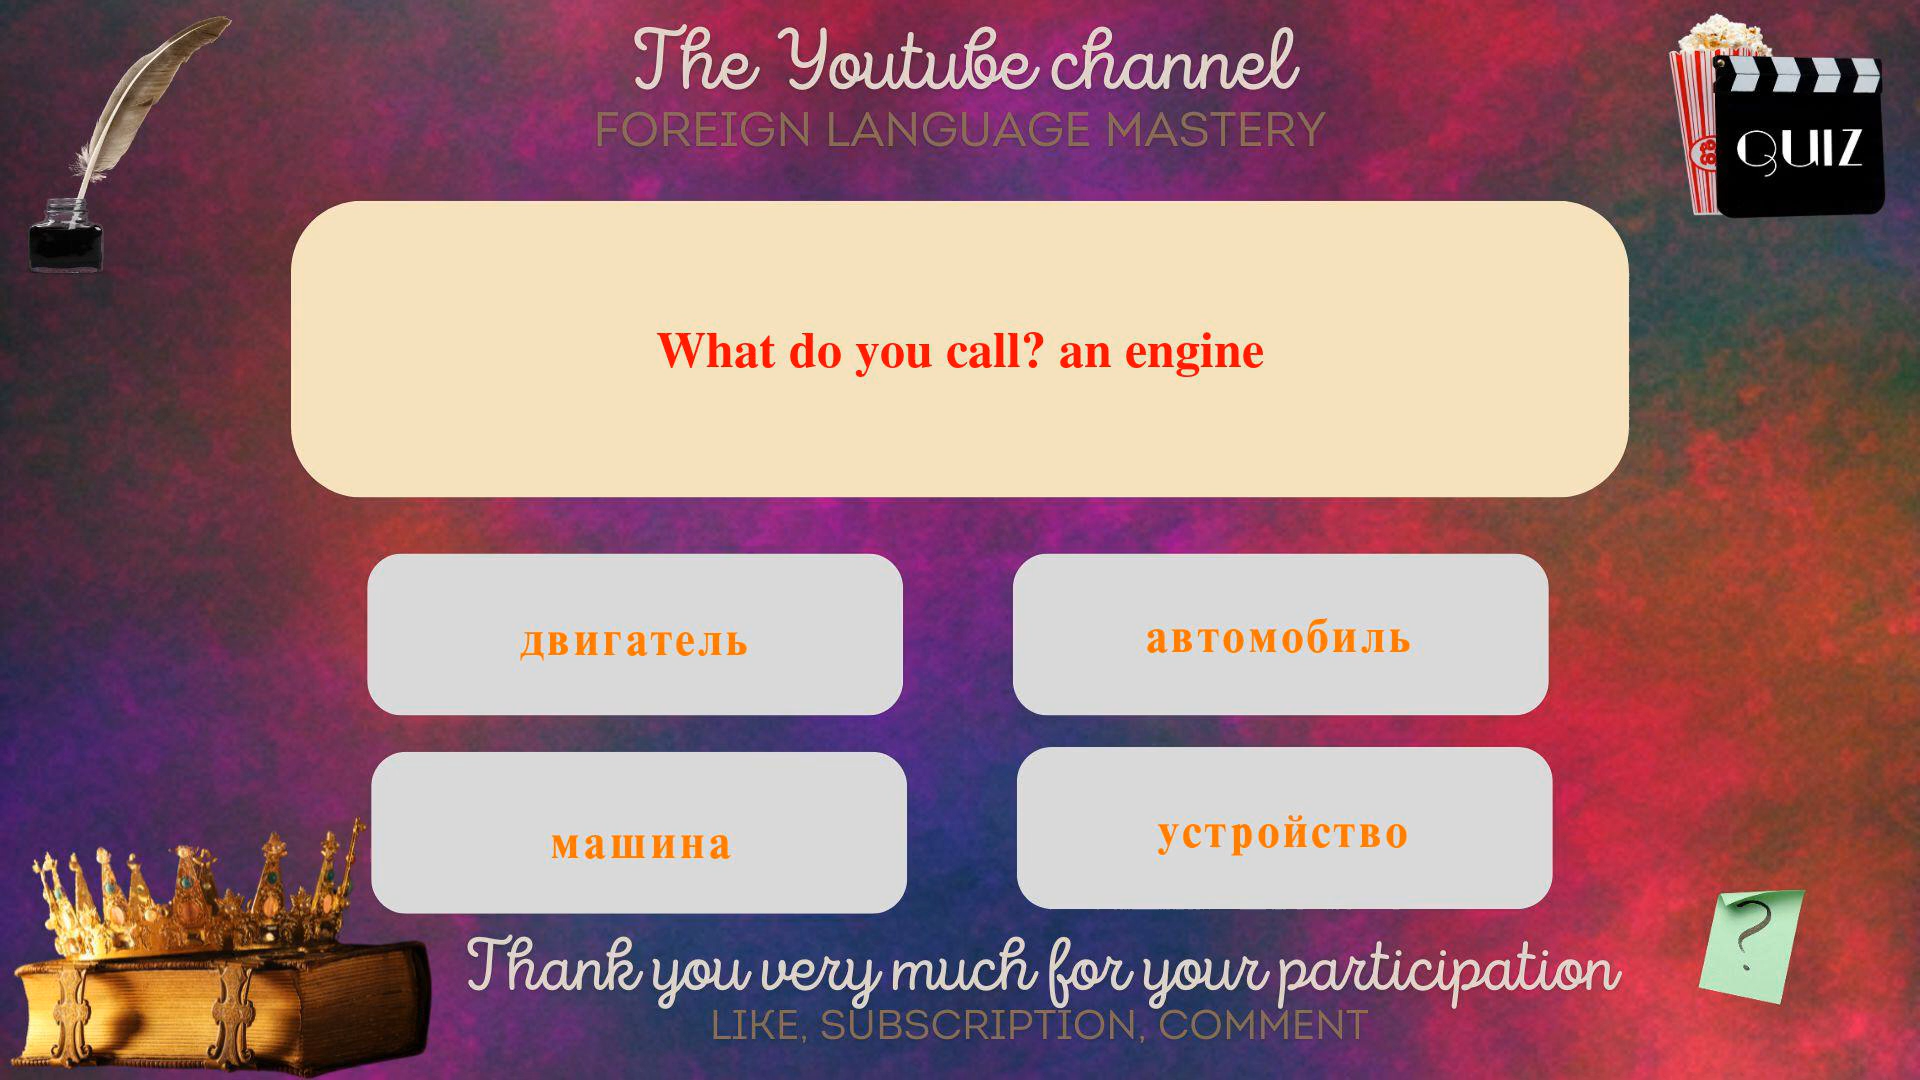 The Youtube channel
FOREIGN LANGUAGE MASTERY
QUIZ
What do you call? an engine
двигатель
автомобиль
машина
устройство
?
Thank you very much for your participation
LIKE, SUBSCRIPTION, COMMENT